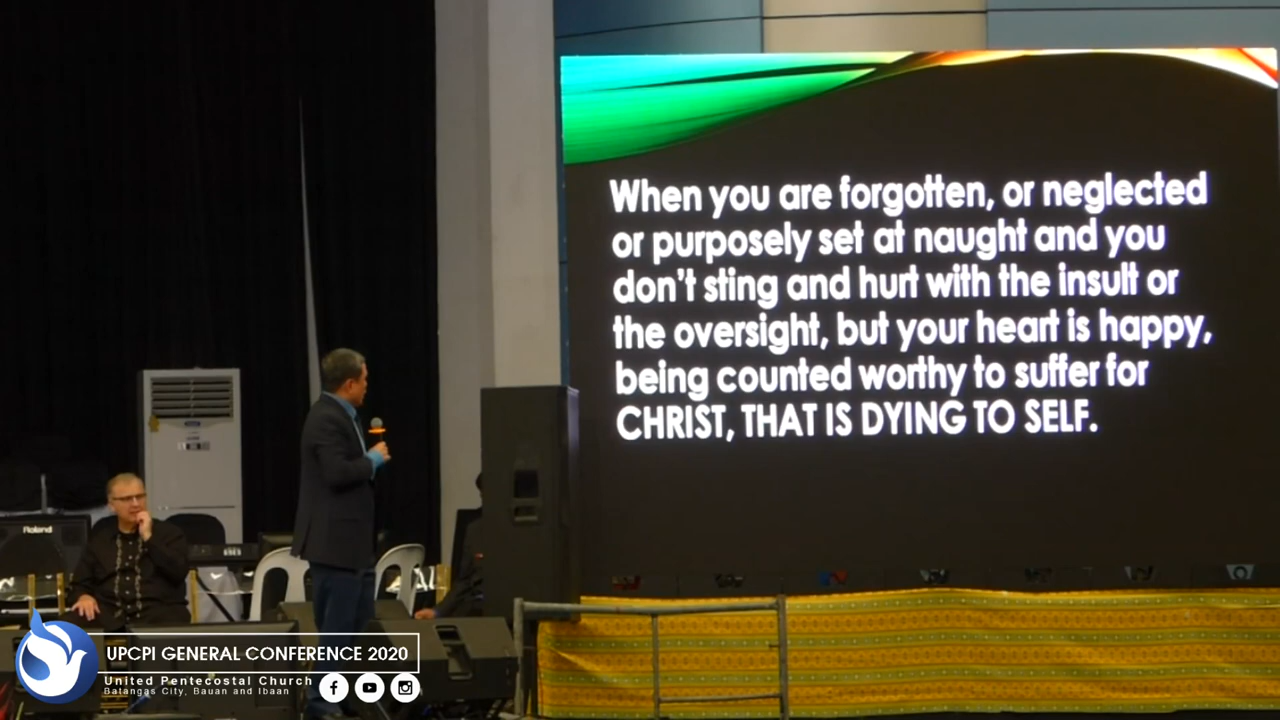 When you are forgotten, or neglected
or purposely set at naught and you
don't sting and hurt with the insult or
the oversight, but your heart is happy,
being counted worthy to suffer for
CHRIST, THAT IS DYING TO SELF.
Roland
UPCPI GENERAL CONFERENCE 2020
United Pentecostal Church
Batangas City, Bauan and Ibaan